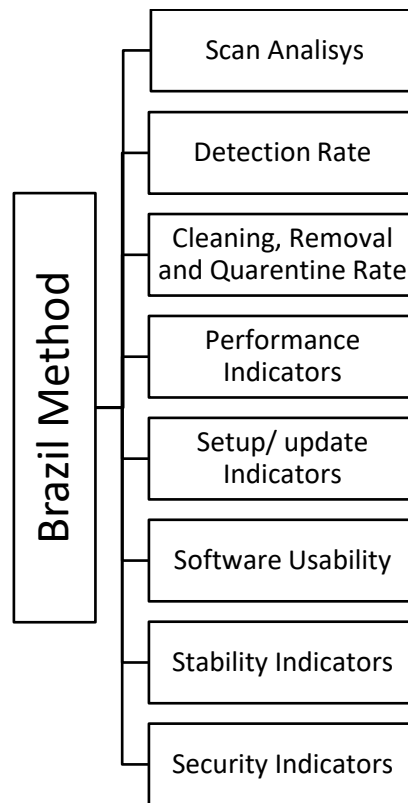 Brazil Method
Scan Analisys
Detection Rate
Cleaning, Removal
and Quarentine Rate
Performance
Indicators
Setup/ update
Indicators
Software Usability
Stability Indicators
Security Indicators